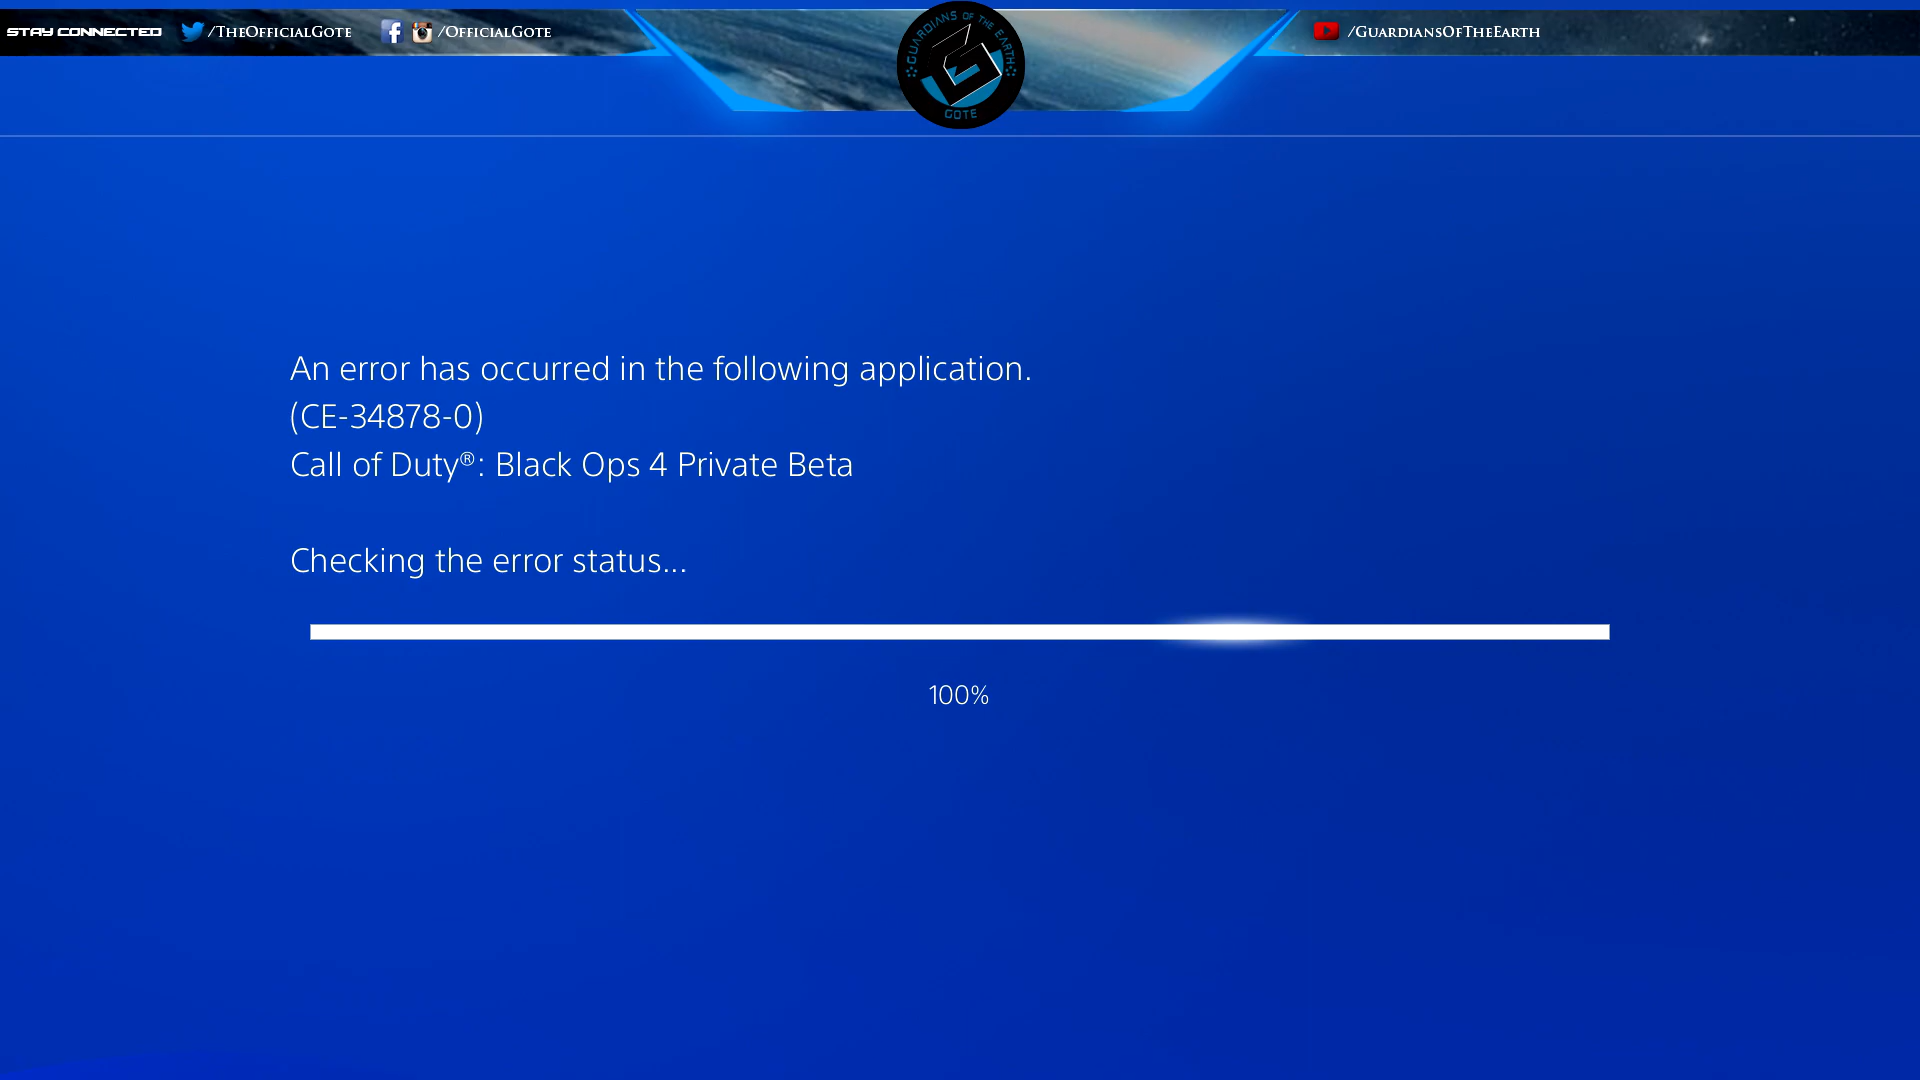 STAY CONNECTED
/TheOfficialGote
/OfficialGote
GUARDIANS OF THE EARTH
GOTE
/GuardiansOfTheEarth
An error has occurred in the following application.
(CE-34878-0)
Call of Duty®: Black Ops 4 Private Beta
Checking the error status...
100%